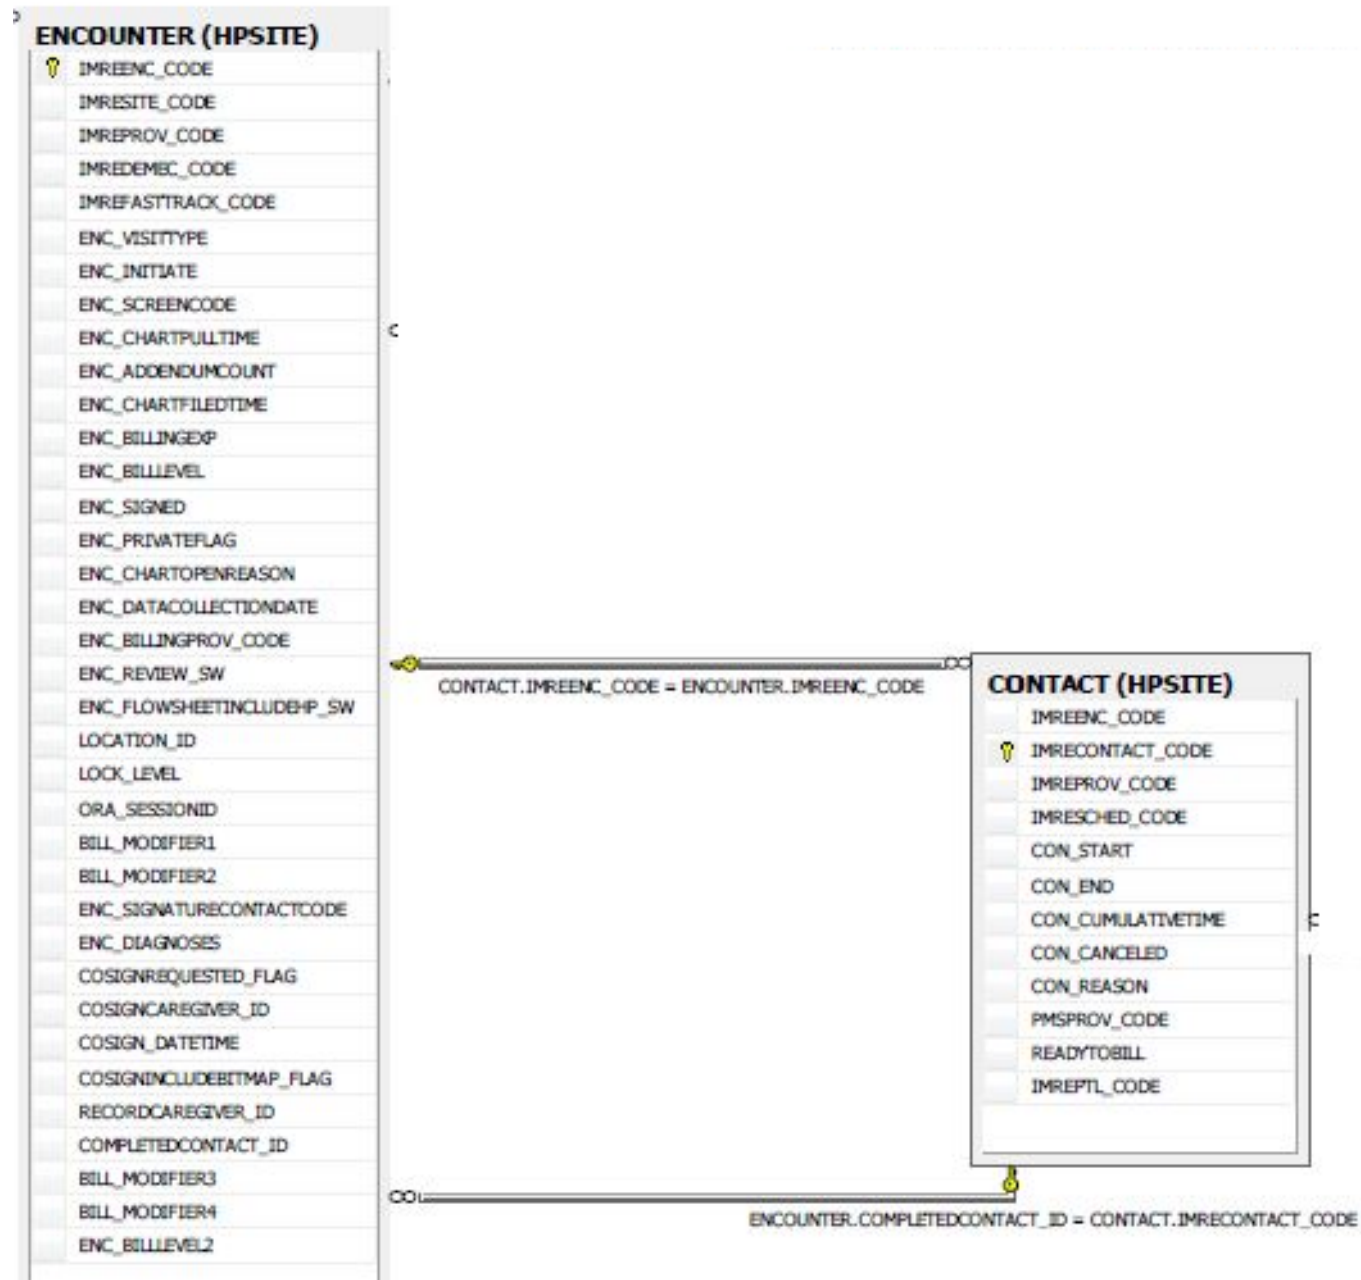 ENCOUNTER (HPSITE)
IMREENC_CODE
IMRESITE_CODE
IMREPROV_CODE
IMREDEMEC_CODE
IMREFASTTRACK_CODE
ENC_VISITTYPE
ENC_INITIATE
ENC_SCREENCODE
ENC_CHARTPULLTIME
ENC_ADDENDUMCOUNT
ENC_CHARTFILEDTIME
ENC_BILLINGEXP
ENC_BILLLEVEL
ENC_SIGNED
ENC_PRIVATEFLAG
ENC_CHARTOPENREASON
ENC_DATACOLLECTIONDATE
ENC_BILLINGPROV_CODE
ENC_REVIEW_SW
ENC_FLOWSHEETINCLUDEHP_SW
LOCATION_ID
LOCK_LEVEL
ORA_SESSIONID
BILL_MODIFIER1
BILL_MODIFIER2
ENC_SIGNATURECONTACTCODE
ENC_DIAGNOSES
COSIGNREQUESTED_FLAG
COSIGNCAREGIVER_ID
COSIGN_DATETIME
COSIGNINCLUDEBITMAP_FLAG
RECORDCAREGIVER_ID
COMPLETEDCONTACT_ID
BILL_MODIFIER3
BILL_MODIFIER4
ENC_BILLLEVEL2
CONTACT.IMREENC_CODE = ENCOUNTER.IMREENC_CODE
CONTACT (HPSITE)
IMREENC_CODE
IMRECONTACT_CODE
IMREPROV_CODE
IMRESCHED_CODE
CON_START
CON_END
CON_CUMULATIVETIME
CON_CANCELED
CON_REASON
PMSPROV_CODE
READYTOBILL
IMREPTL_CODE
ENCOUNTER.COMPLETEDCONTACT_ID = CONTACT.IMRECONTACT_CODE